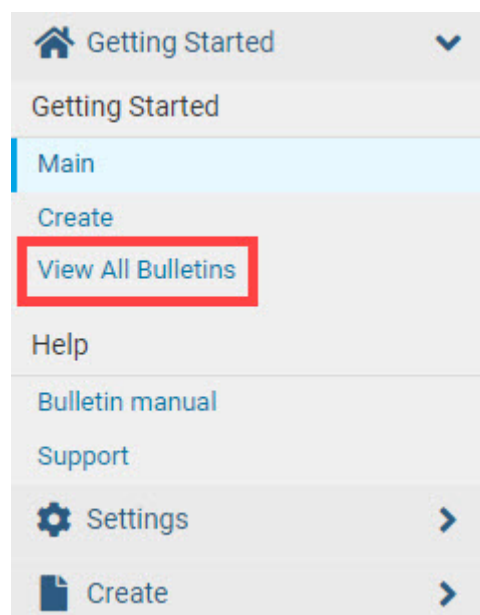 Getting Started
Getting Started
Main
Create
View All Bulletins
Help
Bulletin manual
Support
Settings
Create